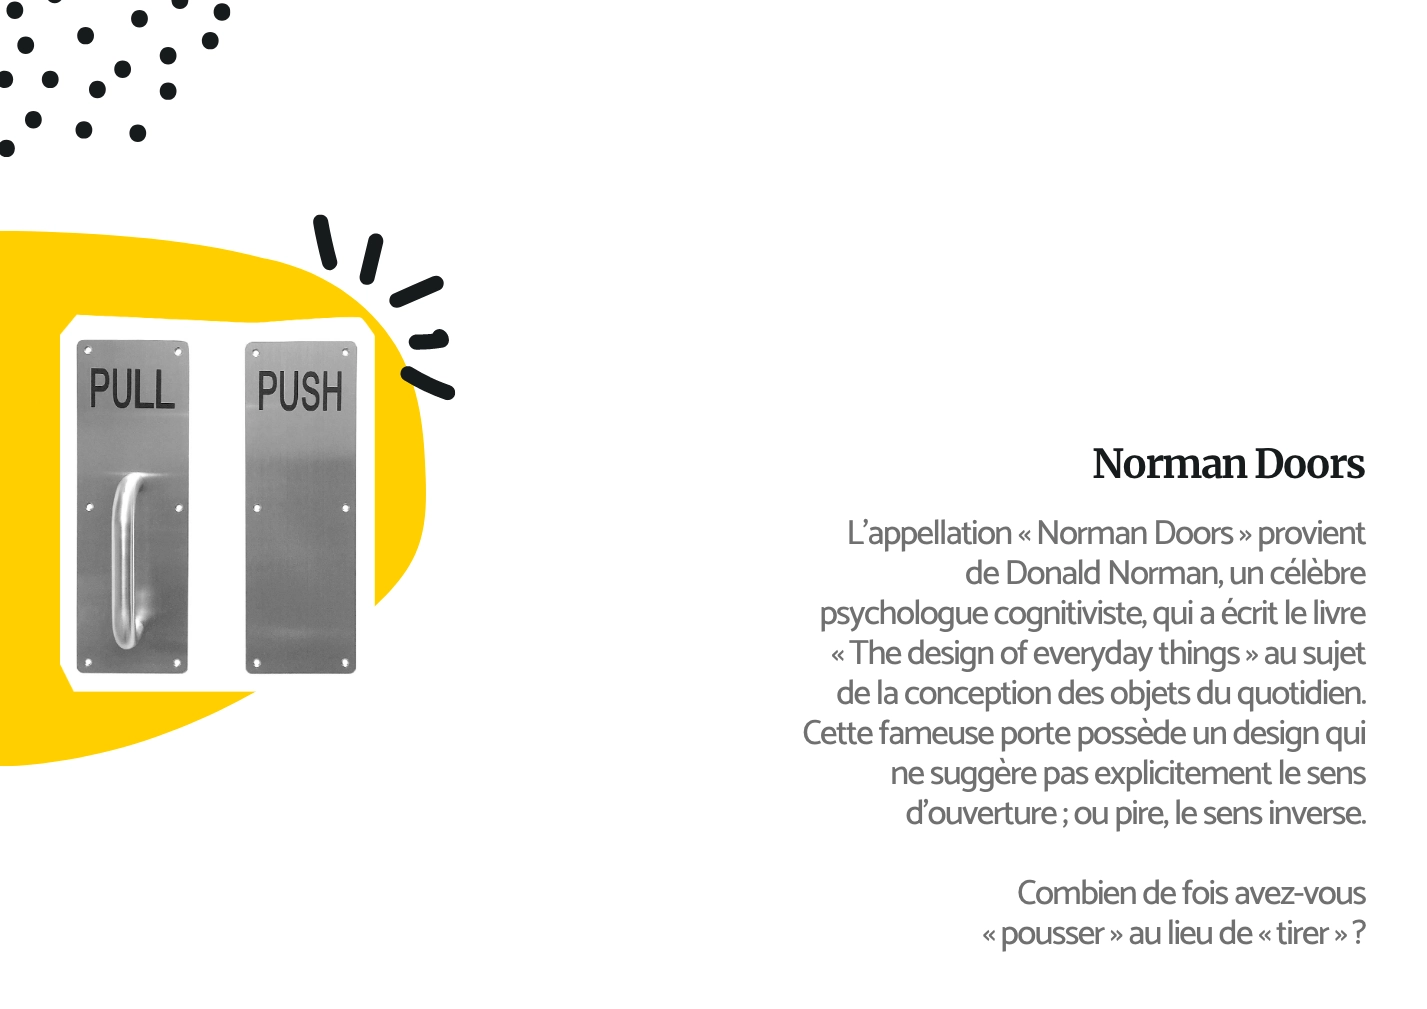 PULL
PUSH
Norman Doors
L’appellation « Norman Doors » provient
de Donald Norman, un célèbre
psychologue cognitiviste, qui a écrit le livre
« The design of everyday things » au sujet
de la conception des objets du quotidien.
Cette fameuse porte possède un design qui
ne suggère pas explicitement le sens
d’ouverture ; ou pire, le sens inverse.
Combien de fois avez-vous
« pousser » au lieu de « tirer » ?